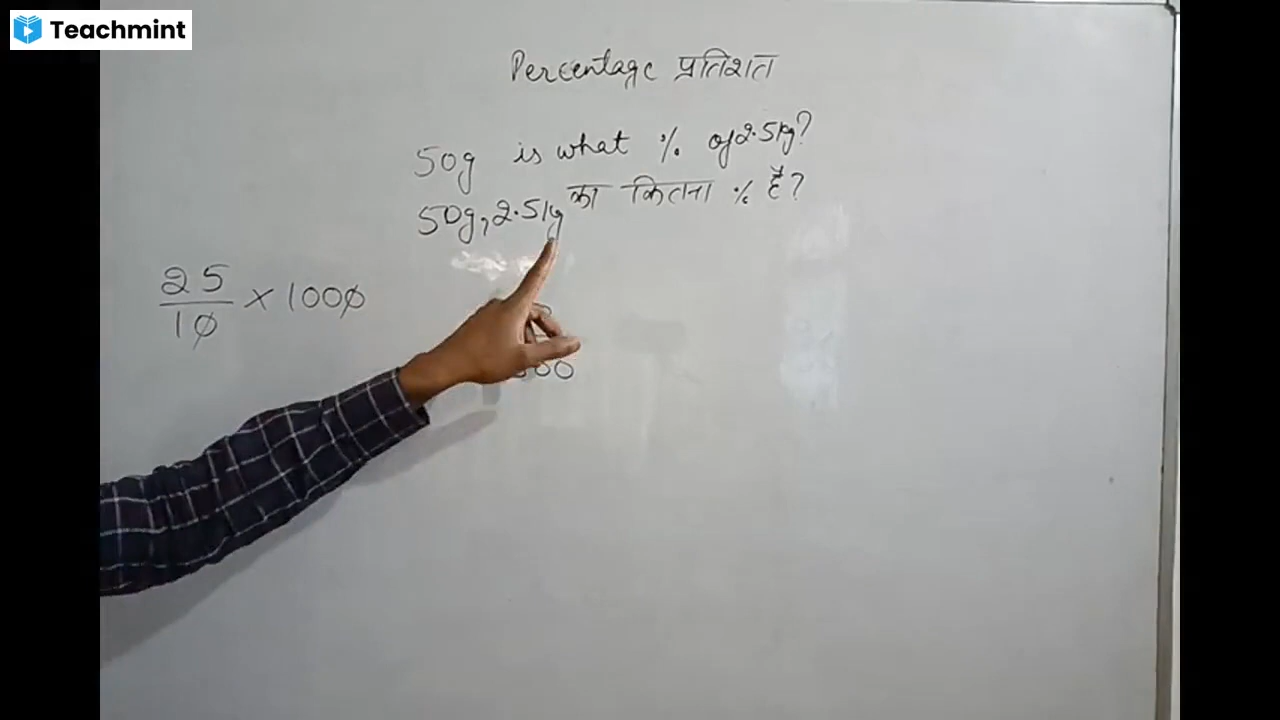 Teachmint
Percentage प्रतिशत
50g is what % of 2.5kg?
50g, 2.5kg का कितना % है?
25
10 × 1000